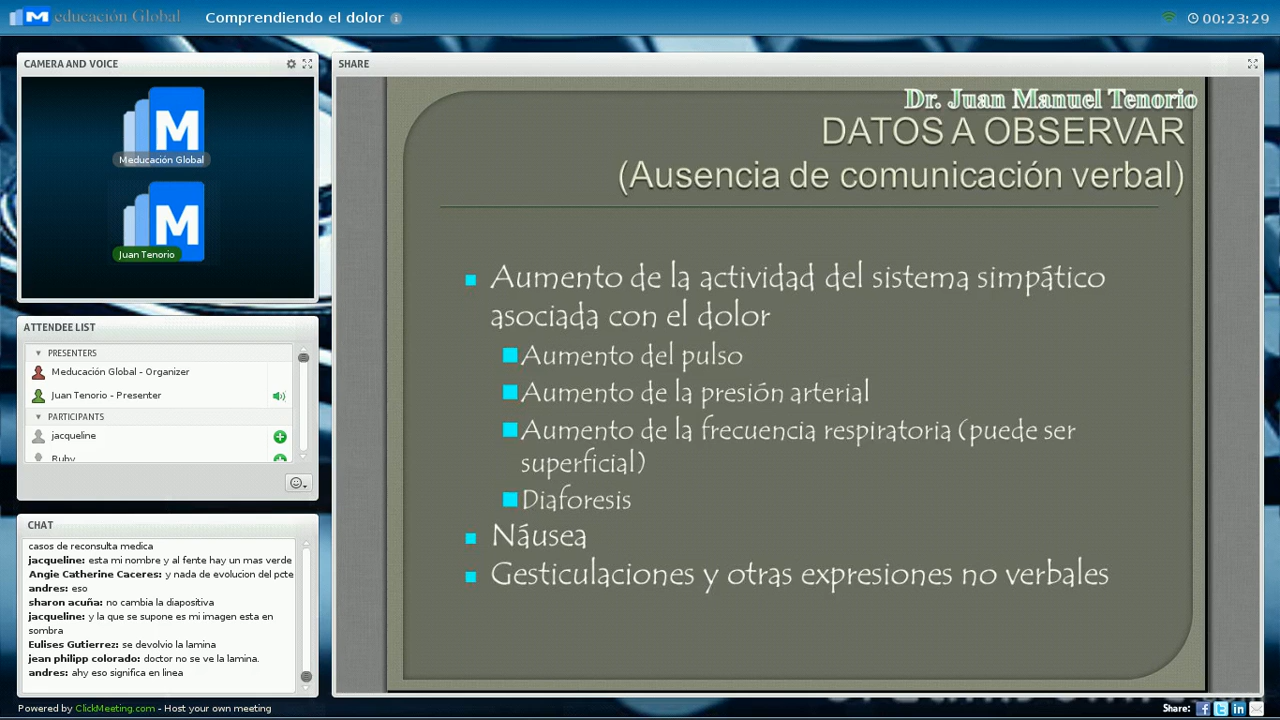 educación Global
Comprendiendo el dolor
00:23:29
CAMERA AND VOICE
Meducación Global
Juan Tenorio
ATTENDEE LIST
PRESENTERS
Meducación Global - Organizer
Juan Tenorio - Presenter
PARTICIPANTS
jacqueline
Ruby
CHAT
casos de reconsulta medica
jacqueline: esta mi nombre y al fente hay un mas verde
Angie Catherine Caceres: y nada de evolucion del pcte
andres: eso
sharon acuña: no cambia la diapositiva
jacqueline: y la que se supone es mi imagen esta en
sombra
Eulises Gutierrez: se devolvio la lamina
jean philipp colorado: doctor no se ve la lamina.
andres: ahy eso significa en linea
SHARE
Dr. Juan Manuel Tenorio
DATOS A OBSERVAR
(Ausencia de comunicación verbal)
Aumento de la actividad del sistema simpático
asociada con el dolor
Aumento del pulso
Aumento de la presión arterial
Aumento de la frecuencia respiratoria (puede ser
superficial)
Diaforesis
Náusea
Gesticulaciones y otras expresiones no verbales
Powered by ClickMeeting.com - Host your own meeting
Share: